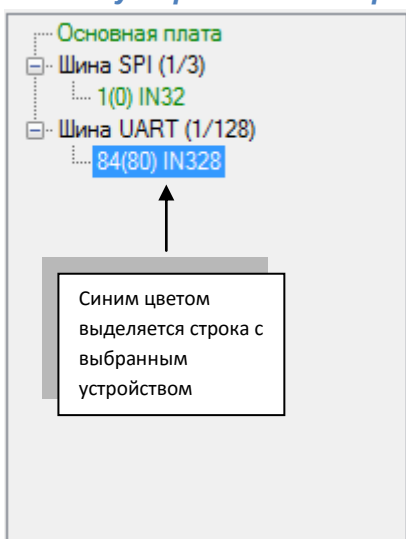 Основная плата
Шина SPI (1/3)
1(0) IN32
Шина UART (1/128)
84(80) IN328
Синим цветом
выделяется строка с
выбранным
устройством